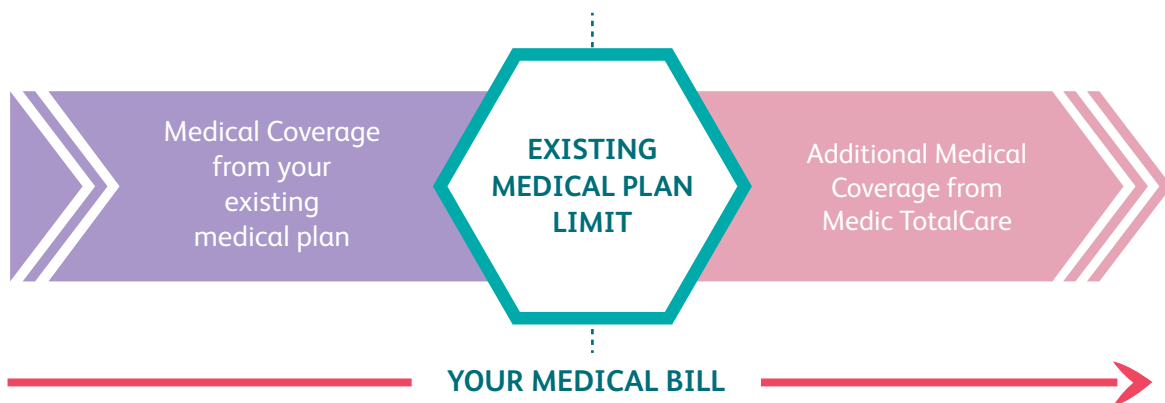 Medical Coverage
from your
existing
medical plan
EXISTING
MEDICAL PLAN
LIMIT
Additional Medical
Coverage from
Medic TotalCare
YOUR MEDICAL BILL